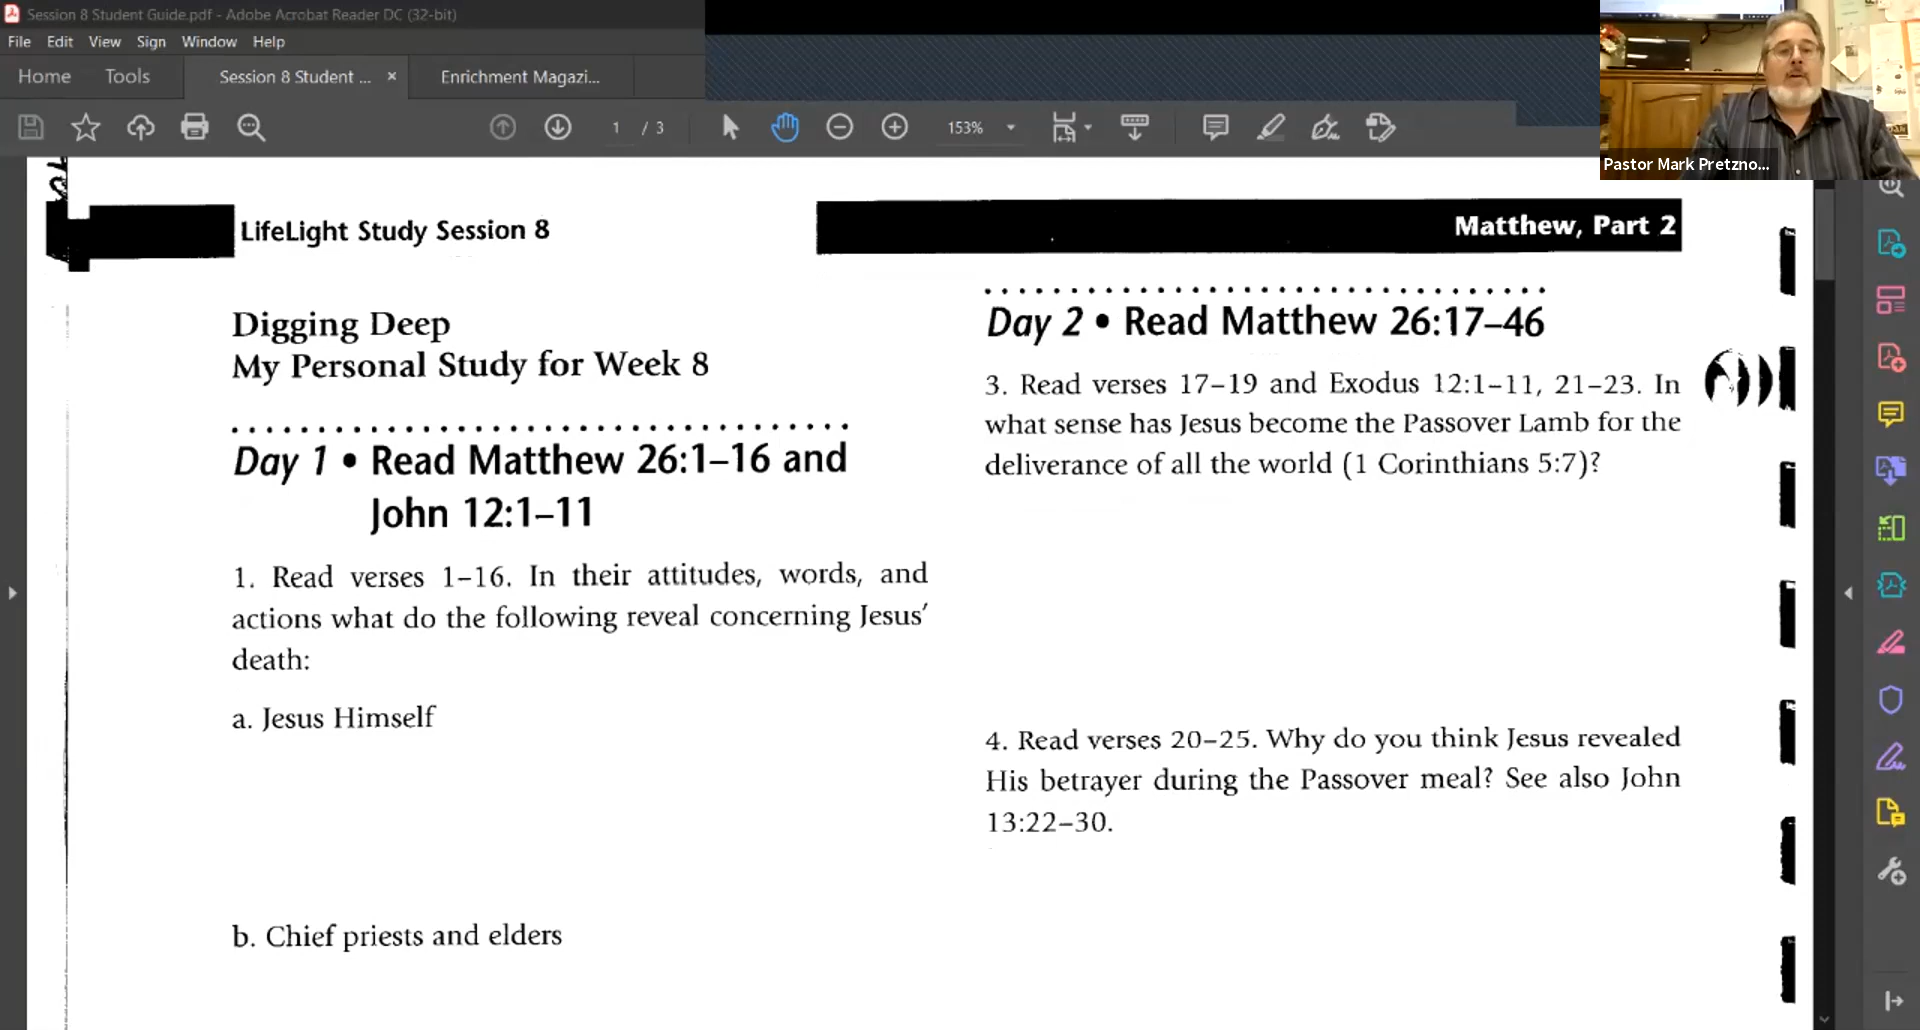 Session 8 Student Guide.pdf - Adobe Acrobat Reader DC (32-bit)
File Edit View Sign Window Help
Home Tools Session 8 Student ... × Enrichment Magazi...
1 / 3 153%
Pastor Mark Pretzno...
LifeLight Study Session 8
Matthew, Part 2
Digging Deep
My Personal Study for Week 8
Day 1 • Read Matthew 26:1–16 and
John 12:1–11
1. Read verses 1–16. In their attitudes, words, and
actions what do the following reveal concerning Jesus’
death:
a. Jesus Himself
b. Chief priests and elders
Day 2 • Read Matthew 26:17–46
3. Read verses 17–19 and Exodus 12:1–11, 21–23. In
what sense has Jesus become the Passover Lamb for the
deliverance of all the world (1 Corinthians 5:7)?
4. Read verses 20–25. Why do you think Jesus revealed
His betrayer during the Passover meal? See also John
13:22–30.